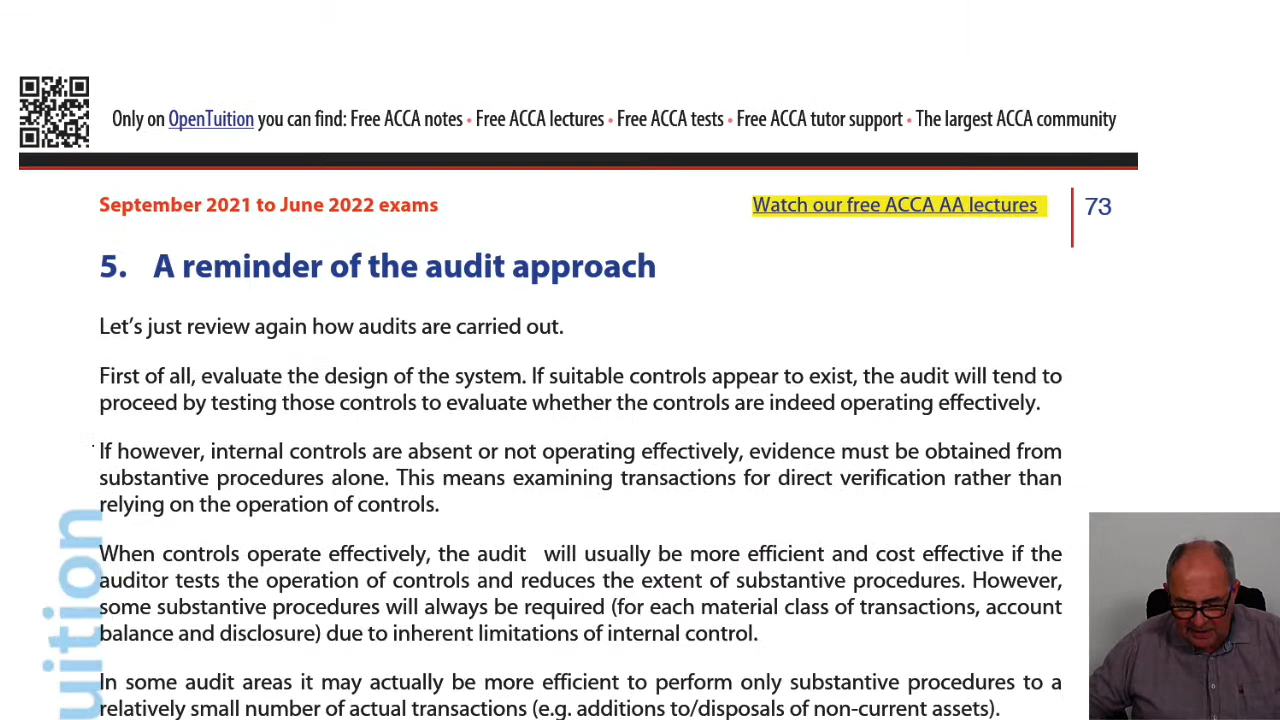 Only on OpenTuition you can find: Free ACCA notes • Free ACCA lectures • Free ACCA tests • Free ACCA tutor support • The largest ACCA community
September 2021 to June 2022 exams
Watch our free ACCA AA lectures
73
5. A reminder of the audit approach
Let’s just review again how audits are carried out.
First of all, evaluate the design of the system. If suitable controls appear to exist, the audit will tend to
proceed by testing those controls to evaluate whether the controls are indeed operating effectively.
If however, internal controls are absent or not operating effectively, evidence must be obtained from
substantive procedures alone. This means examining transactions for direct verification rather than
relying on the operation of controls.
When controls operate effectively, the audit will usually be more efficient and cost effective if the
auditor tests the operation of controls and reduces the extent of substantive procedures. However,
some substantive procedures will always be required (for each material class of transactions, account
balance and disclosure) due to inherent limitations of internal control.
In some audit areas it may actually be more efficient to perform only substantive procedures to a
relatively small number of actual transactions (e.g. additions to/disposals of non-current assets).
uition